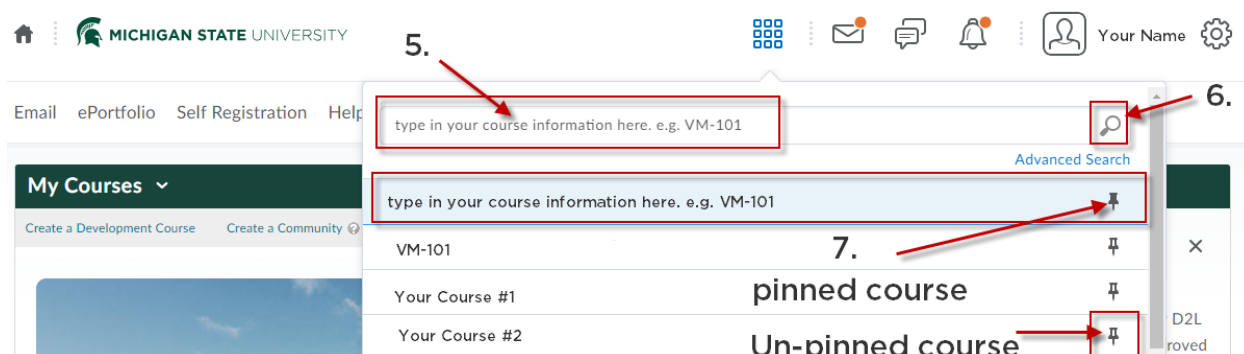 MICHIGAN STATE UNIVERSITY
5.
Your Name
6.
Email ePortfolio Self Registration Help
type in your course information here. e.g. VM-101
Advanced Search
My Courses
type in your course information here. e.g. VM-101
Create a Development Course Create a Community
VM-101
7.
pinned course
Your Course #1
D2L
Your Course #2
Un-pinned course
roved